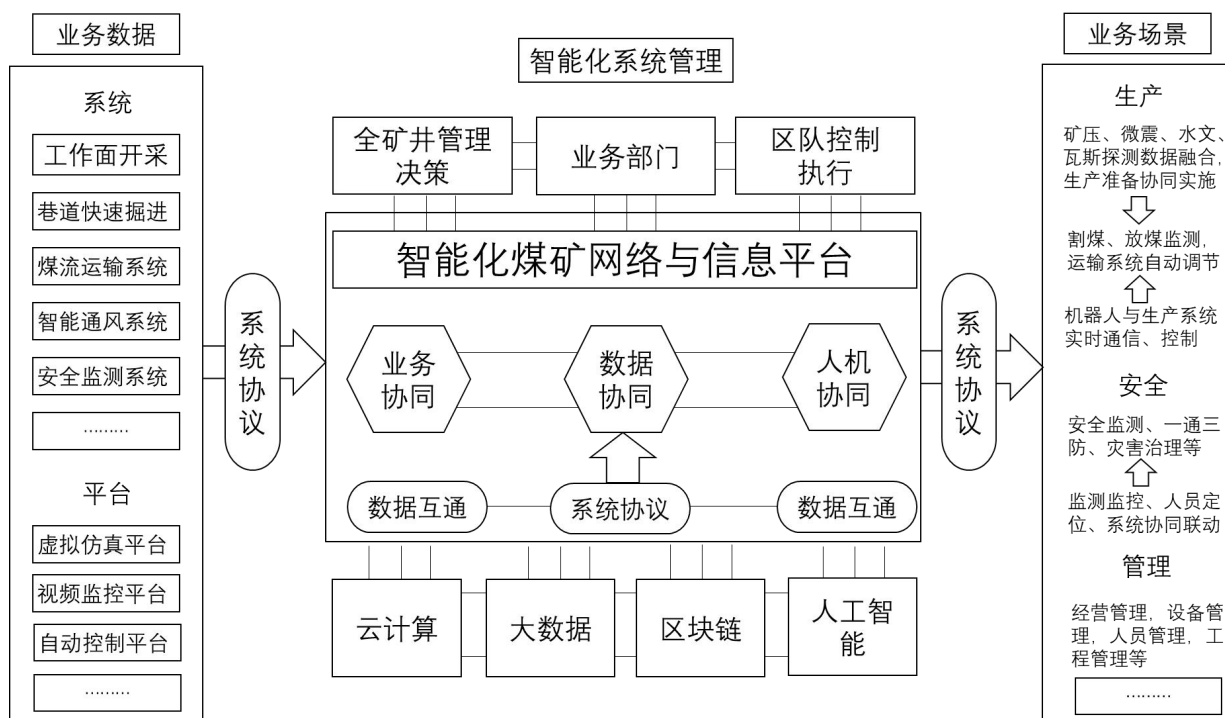 业务数据
系统
工作面开采
巷道快速掘进
煤流运输系统
智能通风系统
安全监测系统
………
平台
虚拟仿真平台
视频监控平台
自动控制平台
………
系
统
协
议
智能化系统管理
全矿井管理
决策
业务部门
区队控制
执行
智能化煤矿网络与信息平台
业务
协同
数据
协同
人机
协同
数据互通
系统协议
数据互通
云计算
大数据
区块链
人工智
能
系
统
协
议
业务场景
生产
矿压、微震、水文、
瓦斯探测数据融合，
生产准备协同实施
割煤、放煤监测，
运输系统自动调节
机器人与生产系统
实时通信、控制
安全
安全监测、一通三
防、灾害治理等
监测监控、人员定
位、系统协同联动
管理
经营管理，设备管
理，人员管理，工
程管理等
………